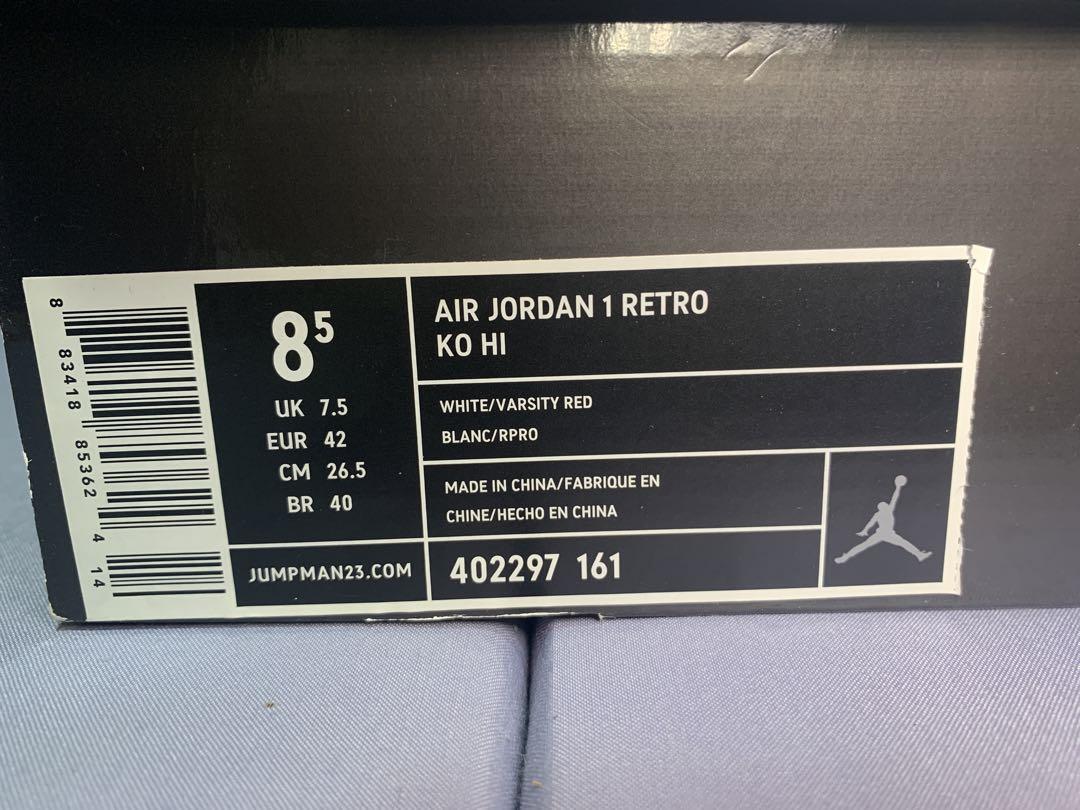 8 83418 85362 4 14
8 5
UK 7.5
EUR 42
CM 26.5
BR 40
JUMPMAN23.COM
AIR JORDAN 1 RETRO
KO HI
WHITE/VARSITY RED
BLANC/RPRO
MADE IN CHINA/FABRIQUE EN
CHINE/HECHO EN CHINA
402297 161